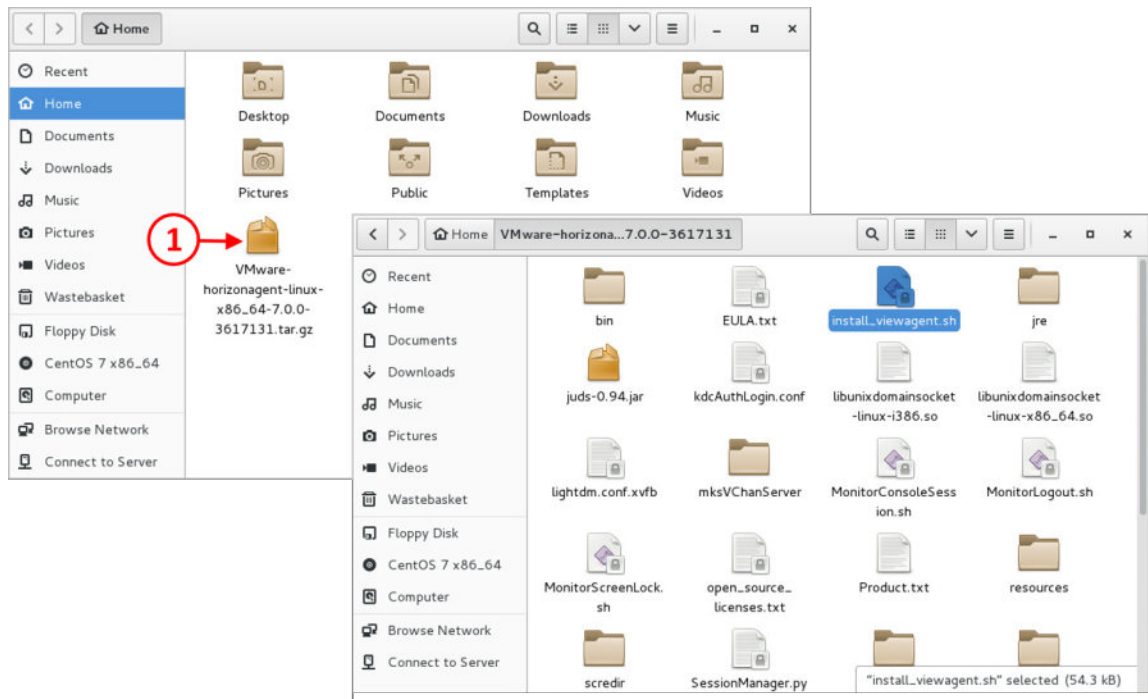 Home
Recent
Home
Documents
Downloads
Music
Pictures
Videos
Wastebasket
Floppy Disk
CentOS 7 x86_64
Computer
Browse Network
Connect to Server
Desktop
Documents
Downloads
Music
Pictures
Public
Templates
Videos
1
VMware-
horizonagent-linux-
x86_64-7.0.0-
3617131.tar.gz
Home VMware-horizona...7.0.0-3617131
Recent
Home
Documents
Downloads
Music
Pictures
Videos
Wastebasket
Floppy Disk
CentOS 7 x86_64
Computer
Browse Network
Connect to Server
bin
EULA.txt
install_viewagent.sh
jre
juds-0.94.jar
kdcAuthLogin.conf
libunixdomainsocket
-linux-i386.so
libunixdomainsocket
-linux-x86_64.so
lightdm.conf.xvfb
mksVChanServer
MonitorConsoleSess
ion.sh
MonitorLogout.sh
MonitorScreenLock.
sh
open_source_
licenses.txt
Product.txt
resources
scredir
SessionManager.py
"install_viewagent.sh" selected (54.3 kB)